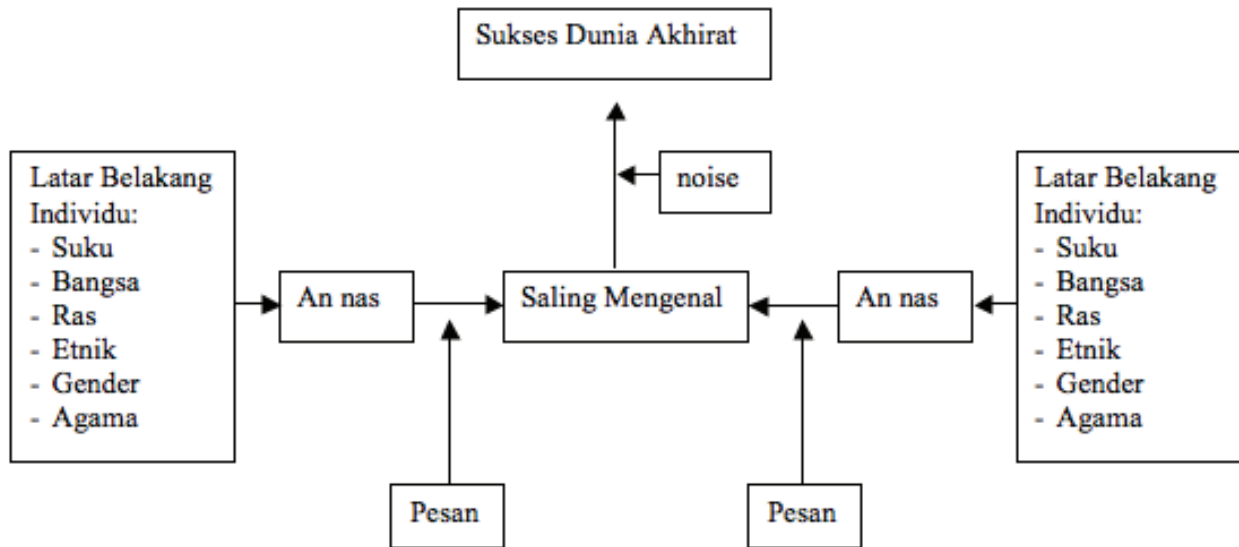 Sukses Dunia Akhirat
noise
Latar Belakang
Individu:
- Suku
- Bangsa
- Ras
- Etnik
- Gender
- Agama
An nas
Saling Mengenal
An nas
Latar Belakang
Individu:
- Suku
- Bangsa
- Ras
- Etnik
- Gender
- Agama
Pesan
Pesan